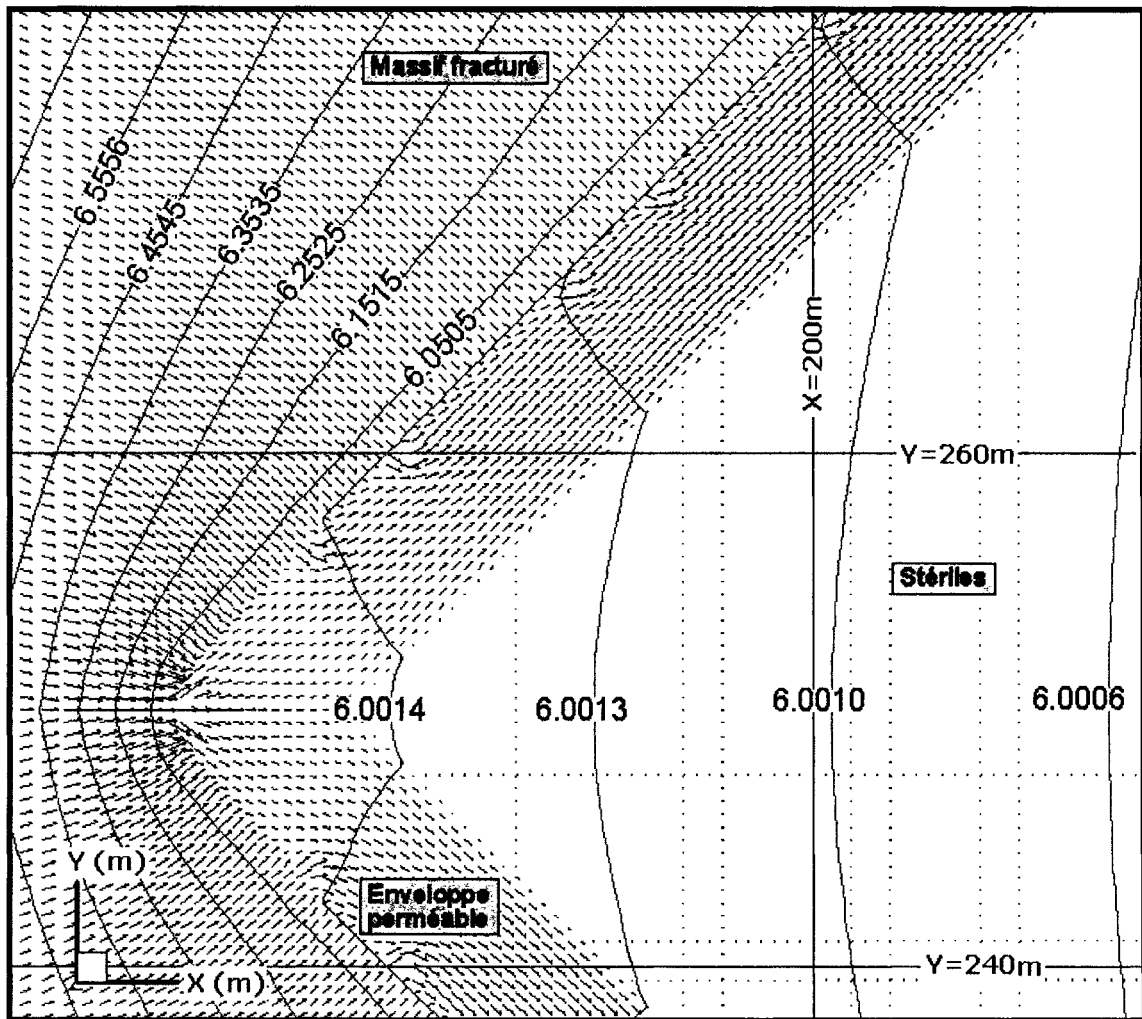 Massif fracturé
6.5556
6.4545
6.3535
6.2525
6.1515
6.0505
X=200m
Y=260m
Stériles
6.0014
6.0013
6.0010
6.0006
Y (m)
Enveloppe
perméable
X (m)
Y=240m